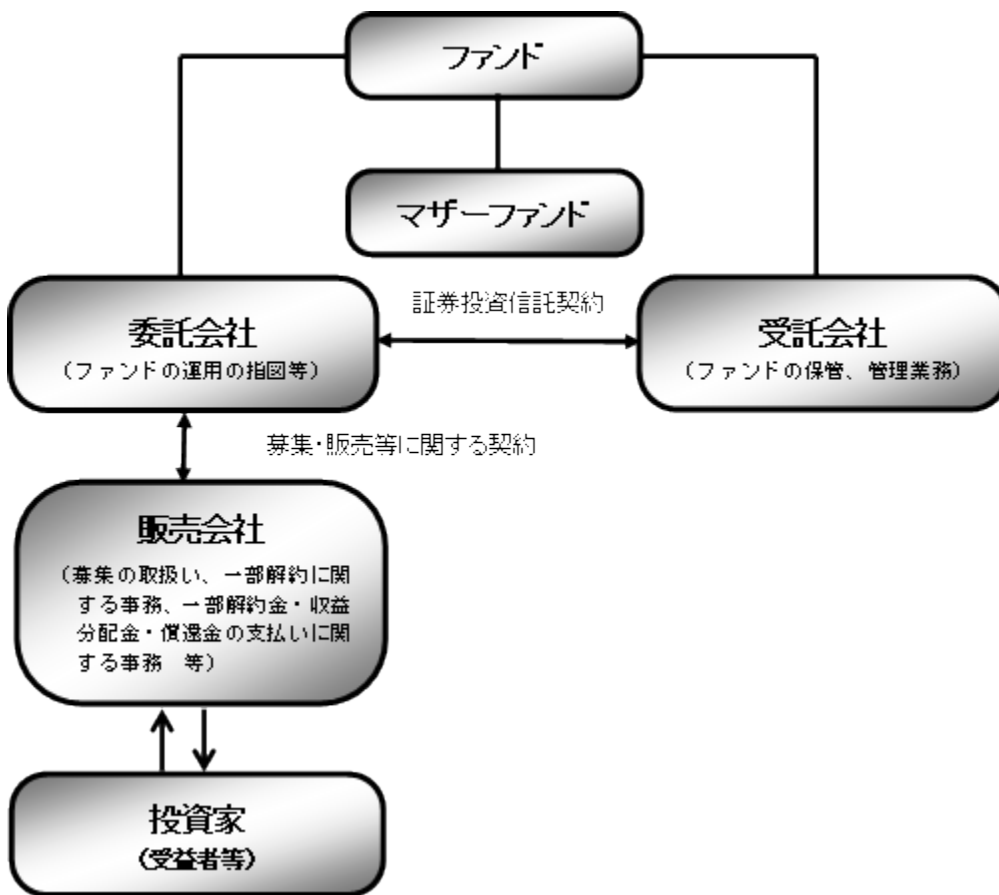 ファンド
マザーファンド
証券投資信託契約
委託会社
（ファンドの運用の指図等）
受託会社
（ファンドの保管、管理業務）
募集・販売等に関する契約
販売会社
（募集の取扱い、一部解約に関
する事務、一部解約金・収益
分配金・償還金の支払いに関
する事務　等）
投資家
（受益者等）